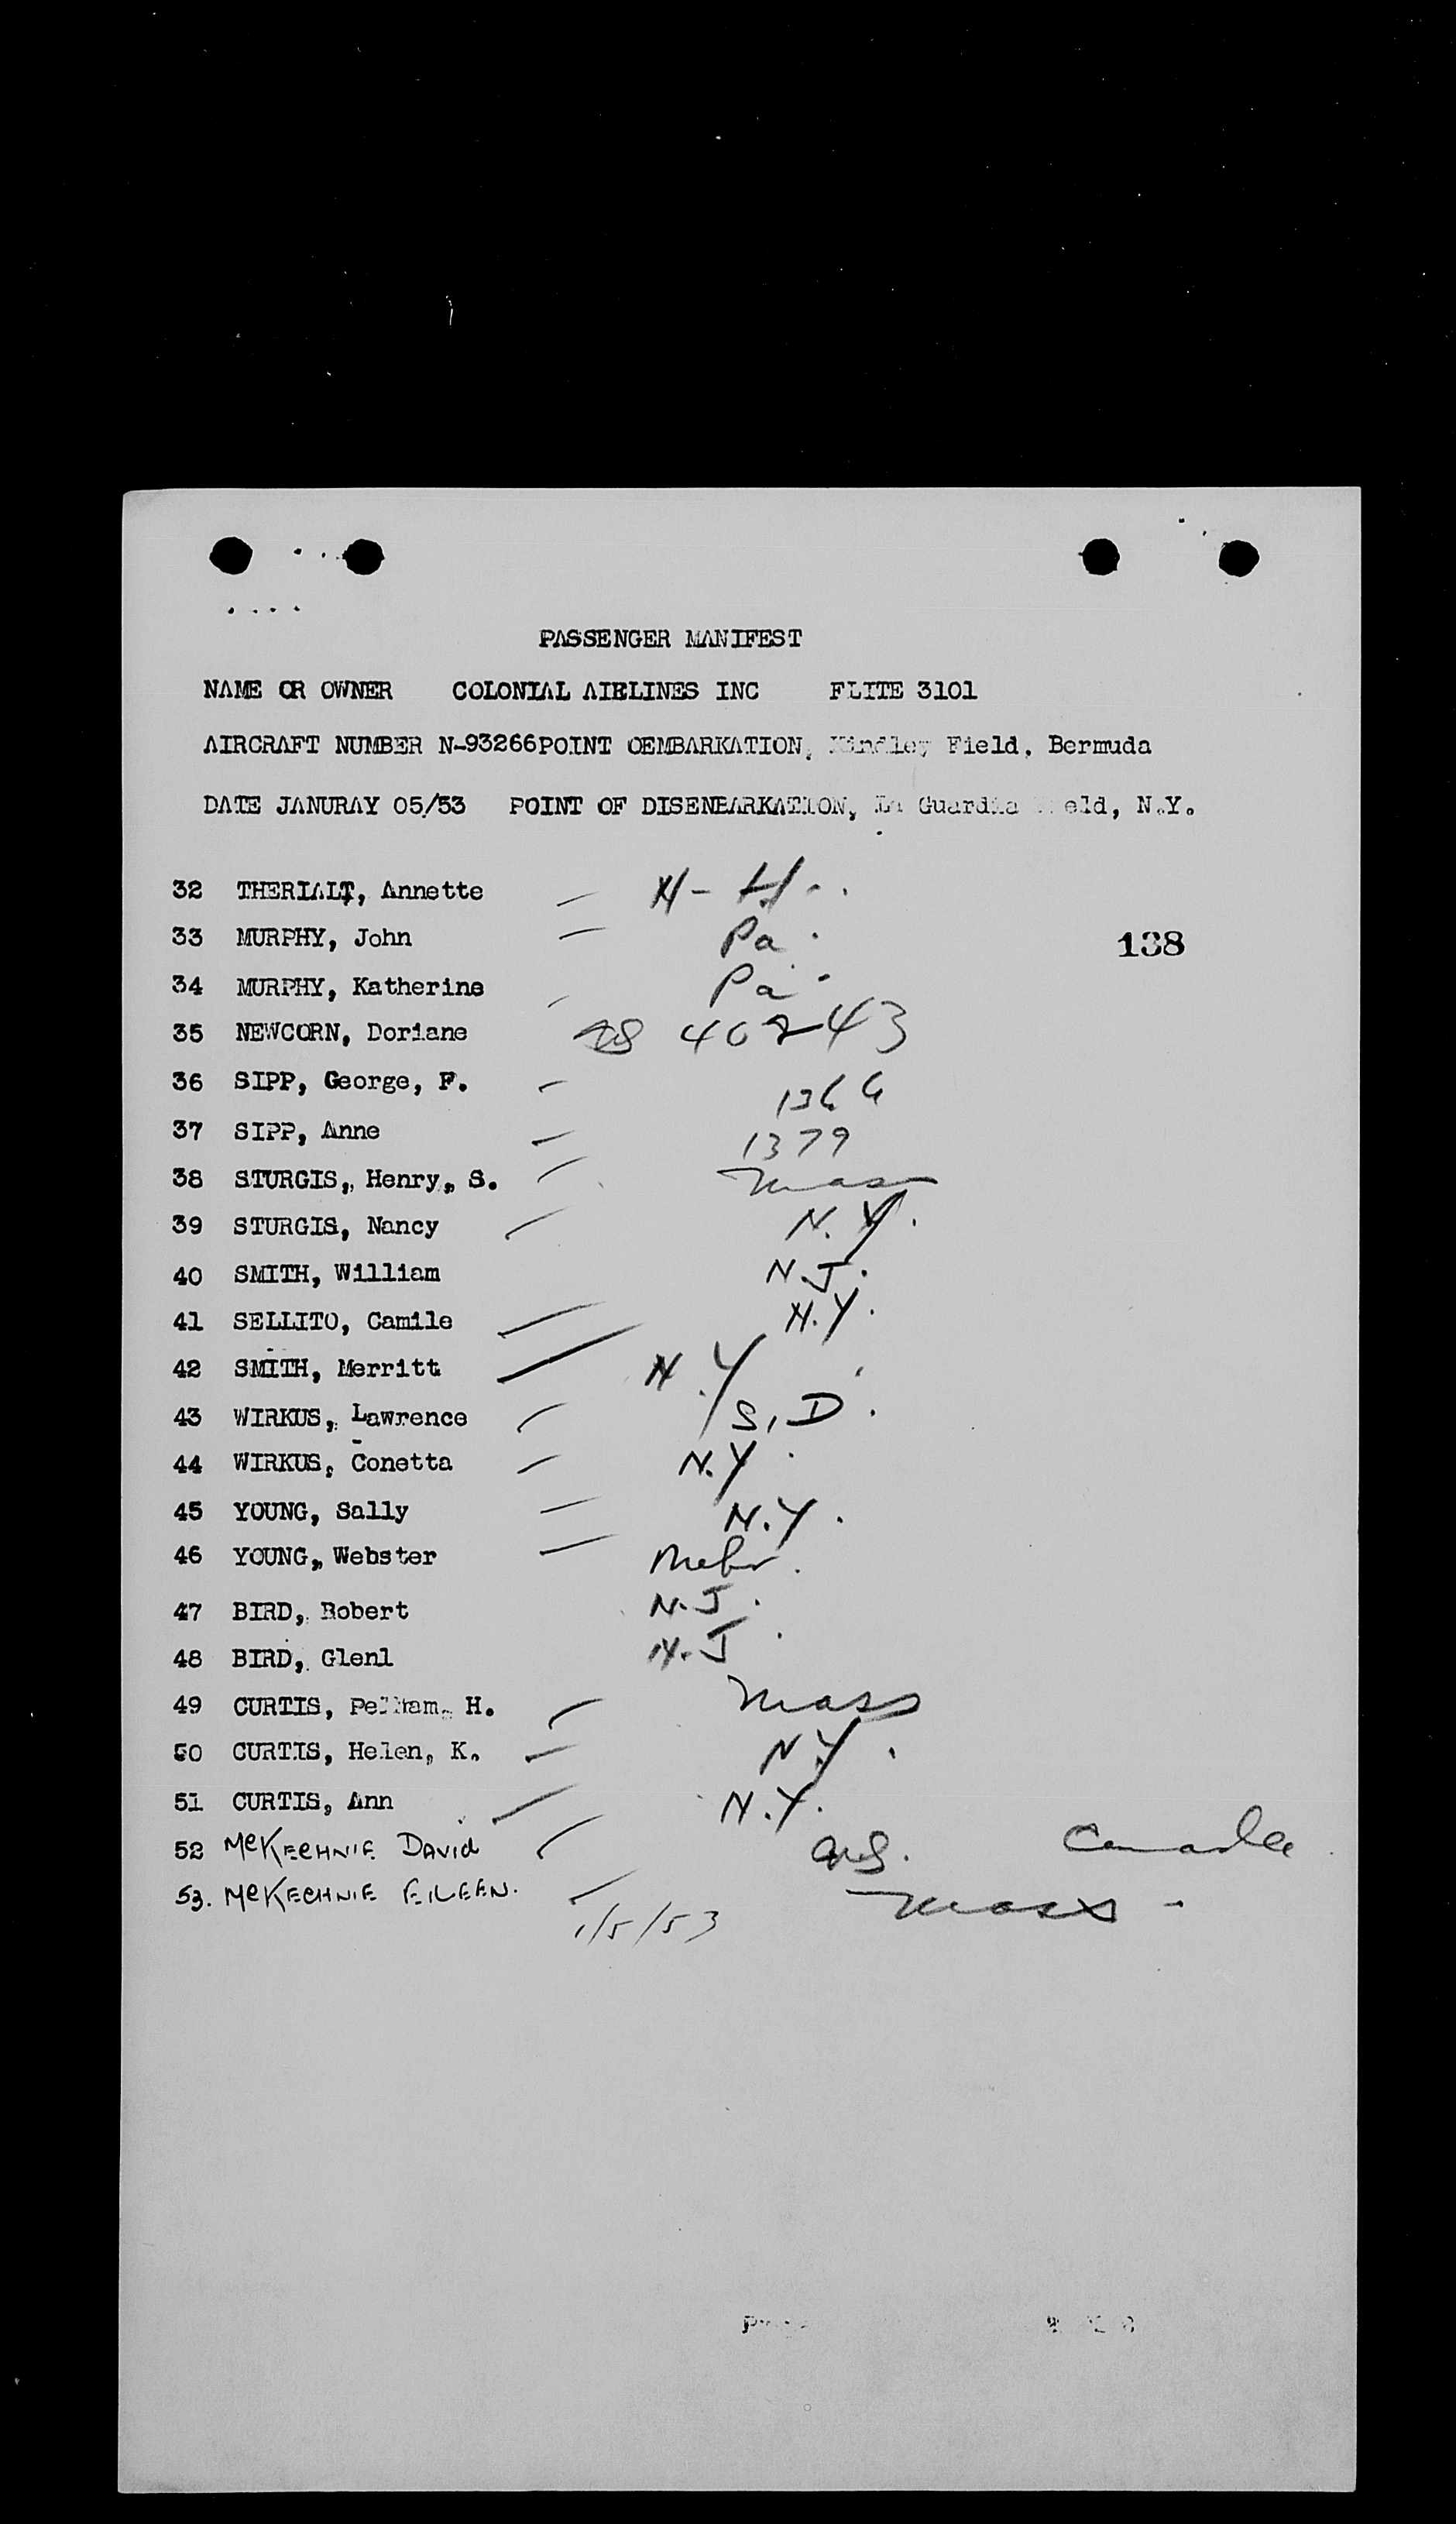 PASSENGER MANIFEST
NAME OR OWNER COLONIAL AIRLINES INC FLITE 3101
AIRCRAFT NUMBER N-93266POINT OEMBARKATION, Kindley Field, Bermuda
DATE JANURAY 05/53 POINT OF DISENBARKATION, La Guardia Field, N.Y.
32 THERIALT, Annette — N-H.
33 MURPHY, John — Pa.
138
34 MURPHY, Katherine Pa.
35 NEWCORN, Doriane 40243
36 SIPP, George, F. — 1366
37 SIPP, Anne — 1379
38 STURGIS, Henry, S. Mass
39 STURGIS, Nancy N.Y.
40 SMITH, William N.J.
41 SELLITO, Camile N.Y.
42 SMITH, Merritt N.Y.
43 WIRKUS, Lawrence S,D.
44 WIRKUS, Conetta N.Y.
45 YOUNG, Sally N.Y.
46 YOUNG, Webster
47 BIRD, Robert N.J.
48 BIRD, Glenl N.J.
49 CURTIS, Pelham, H. Mass
50 CURTIS, Helen, K. N.Y.
51 CURTIS, Ann N.Y.
52 McKECHNIE DAVID Canada
53. McKECHNIE EILEEN. Mass -
1/5/53